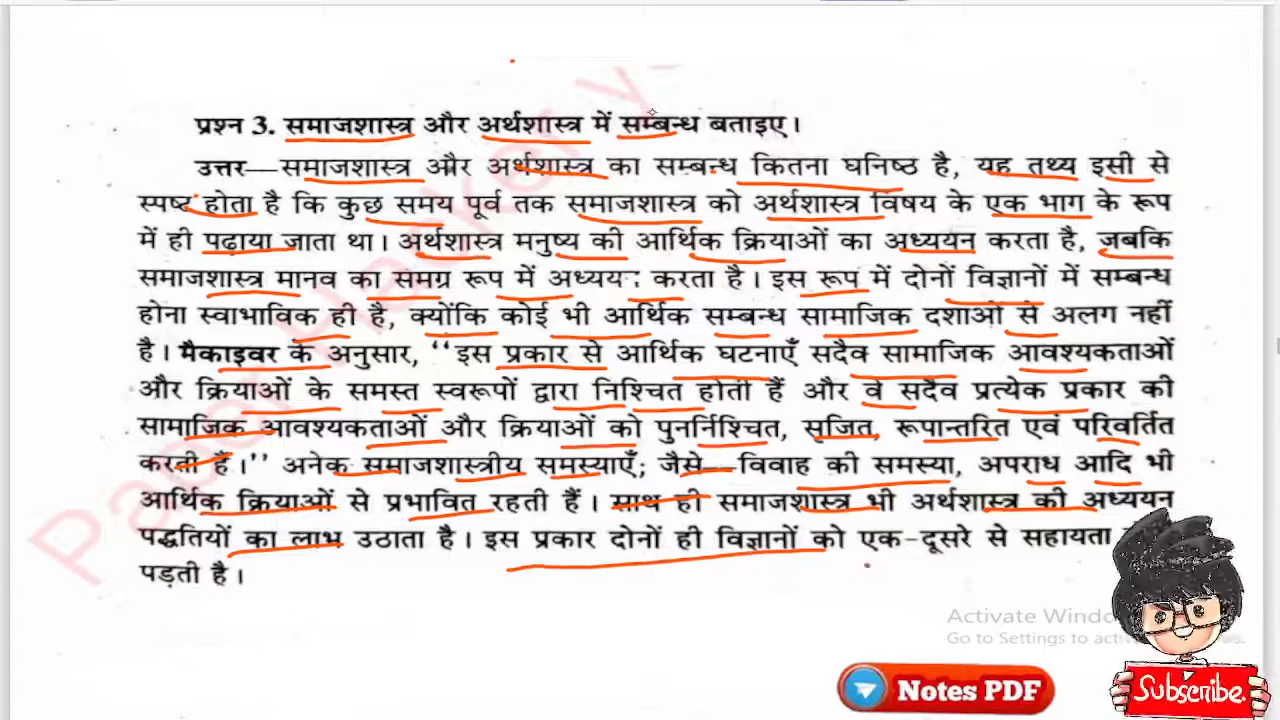 प्रश्न 3. समाजशास्त्र और अर्थशास्त्र में सम्बन्ध बताइए।
उत्तर—समाजशास्त्र और अर्थशास्त्र का सम्बन्ध कितना घनिष्ठ है, यह तथ्य इसी से
स्पष्ट होता है कि कुछ समय पूर्व तक समाजशास्त्र को अर्थशास्त्र विषय के एक भाग के रूप
में ही पढ़ाया जाता था। अर्थशास्त्र मनुष्य की आर्थिक क्रियाओं का अध्ययन करता है, जबकि
समाजशास्त्र मानव का समग्र रूप में अध्यय: करता है। इस रूप में दोनों विज्ञानों में सम्बन्ध
होना स्वाभाविक ही है, क्योंकि कोई भी आर्थिक सम्बन्ध सामाजिक दशाओं से अलग नहीं
है। मैकाइवर के अनुसार, ‘‘इस प्रकार से आर्थिक घटनाएँ सदैव सामाजिक आवश्यकताओं
और क्रियाओं के समस्त स्वरूपों द्वारा निश्चित होती हैं और वे सदैव प्रत्येक प्रकार की
सामाजिक आवश्यकताओं और क्रियाओं को पुनर्निश्चित, सृजित, रूपान्तरित एवं परिवर्तित
करती हैं।’’ अनेक समाजशास्त्रीय समस्याएँ; जैसे—विवाह की समस्या, अपराध आदि भी
आर्थिक क्रियाओं से प्रभावित रहती हैं। साथ ही समाजशास्त्र भी अर्थशास्त्र की अध्ययन
पद्धतियों का लाभ उठाता है। इस प्रकार दोनों ही विज्ञानों को एक-दूसरे से सहायता
पड़ती है।
Activate Windo
Go to Settings to activ
Notes PDF
Subscribe